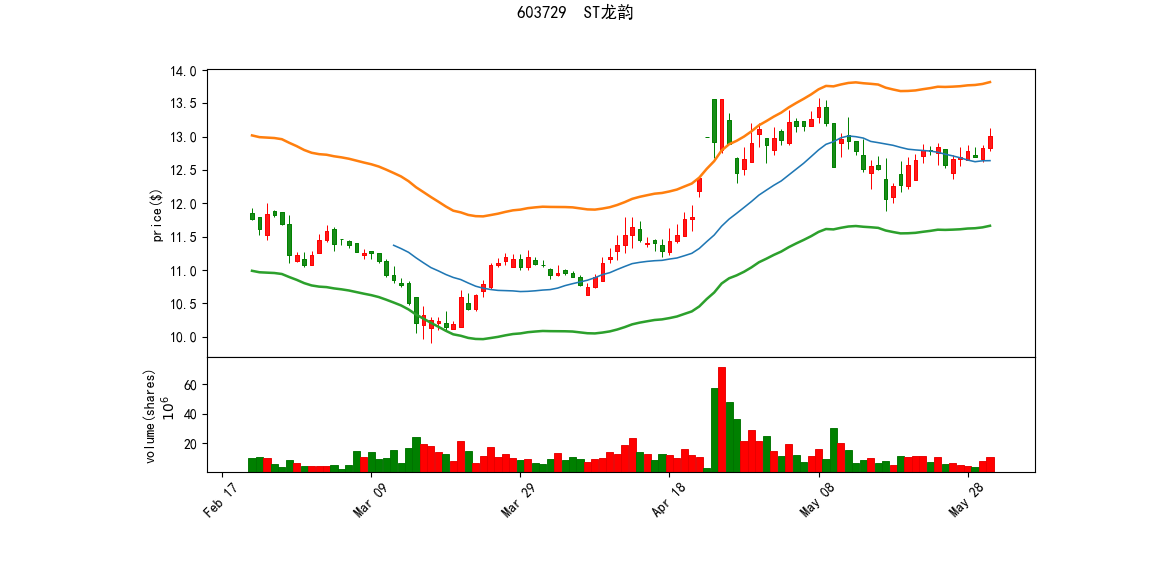 603729 ST龙韵
price($)
14.0
13.5
13.0
12.5
12.0
11.5
11.0
10.5
10.0
volume(shares)
10^6
60
40
20
Feb 17
Mar 09
Mar 29
Apr 18
May 08
May 28